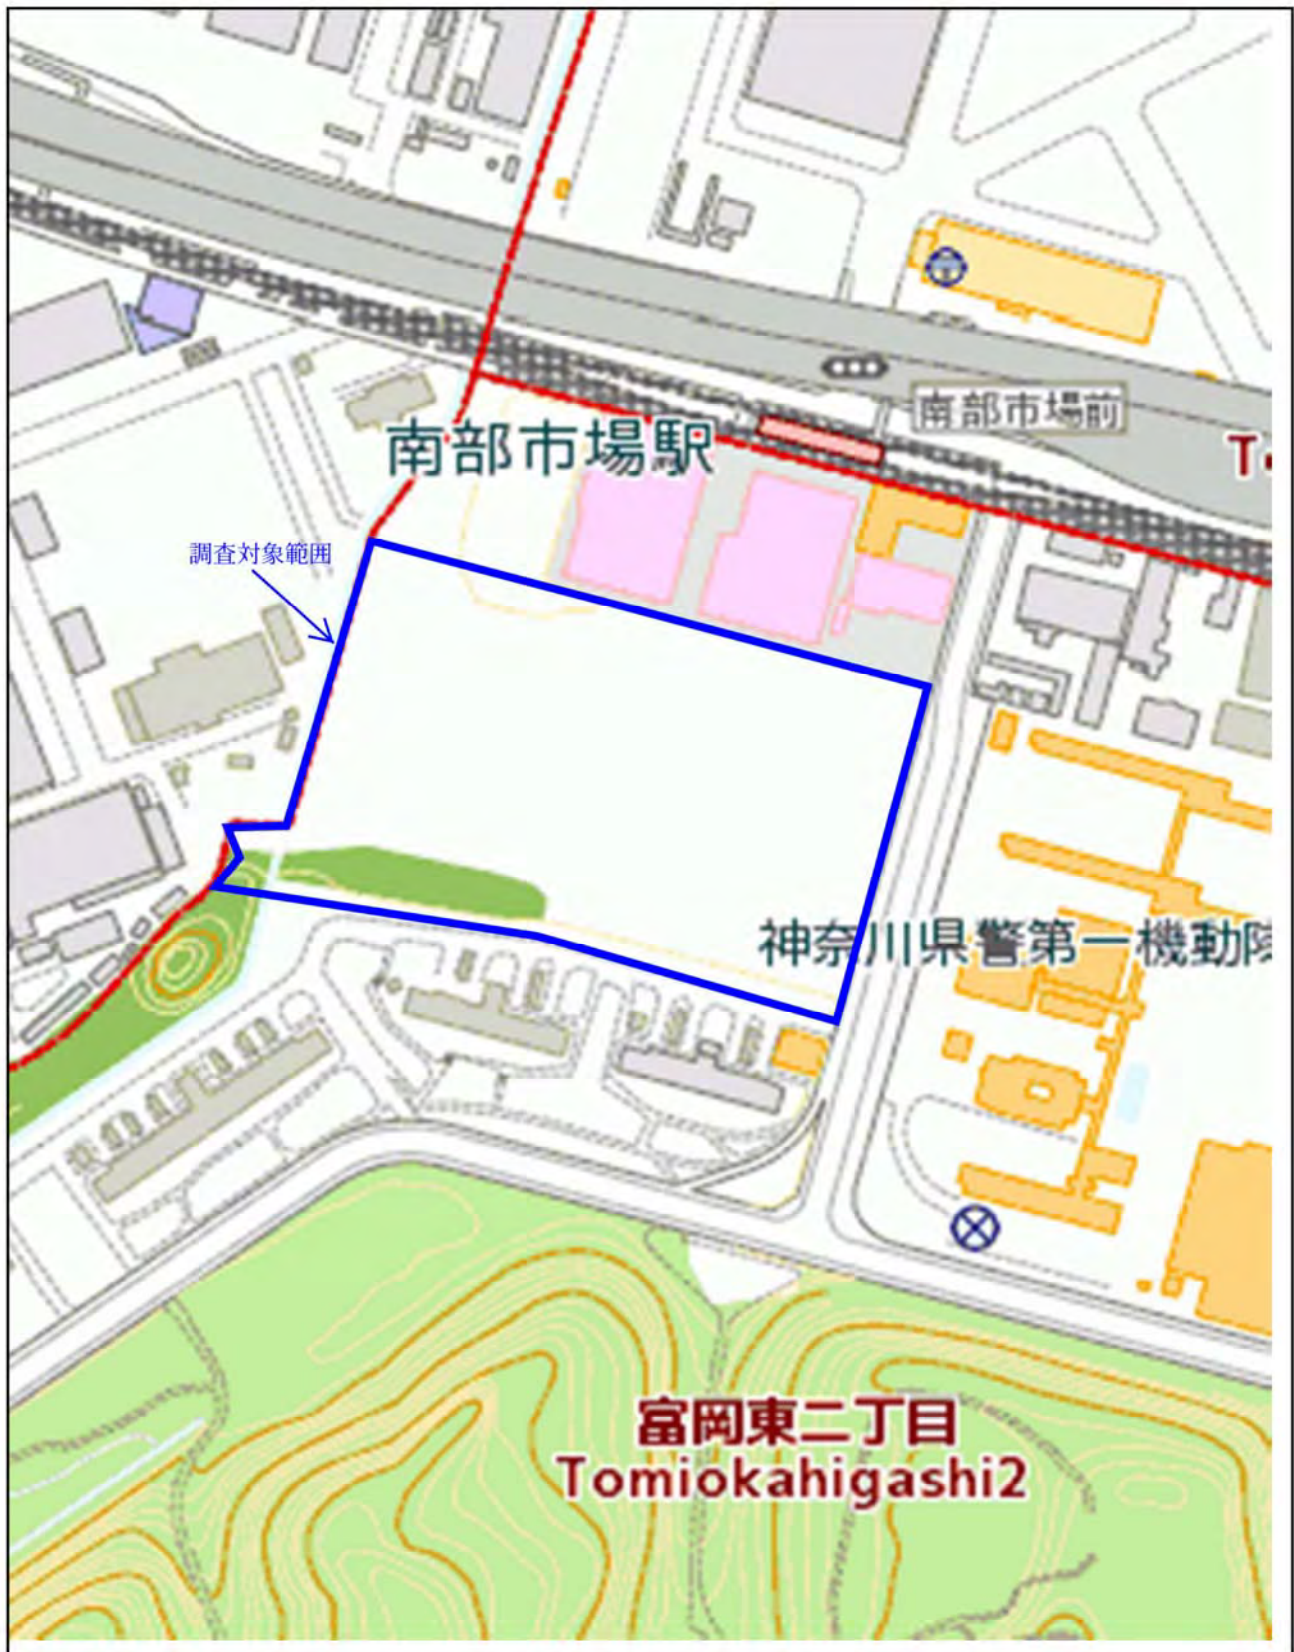 南部市場前
南部市場駅
T
調査対象範囲
神奈川県警第一機動隊
富岡東二丁目
Tomiokahigashi2